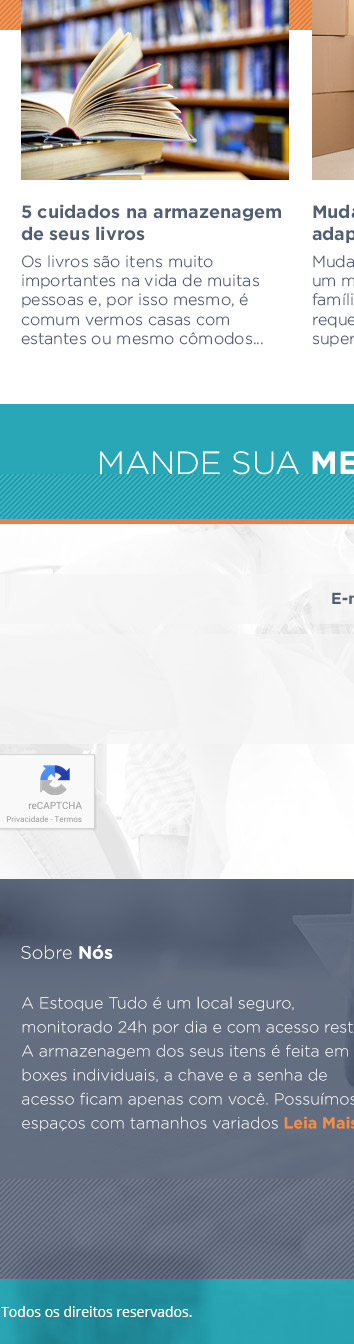 5 cuidados na armazenagem
de seus livros
Os livros são itens muito
importantes na vida de muitas
pessoas e, por isso mesmo, é
comum vermos casas com
estantes ou mesmo cômodos...
Muda
adap
Muda
um m
famíli
reque
super
MANDE SUA ME
E-m
reCAPTCHA
Privacidade - Termos
Sobre Nós
A Estoque Tudo é um local seguro,
monitorado 24h por dia e com acesso rest
A armazenagem dos seus itens é feita em
boxes individuais, a chave e a senha de
acesso ficam apenas com você. Possuímos
espaços com tamanhos variados Leia Mais
Todos os direitos reservados.